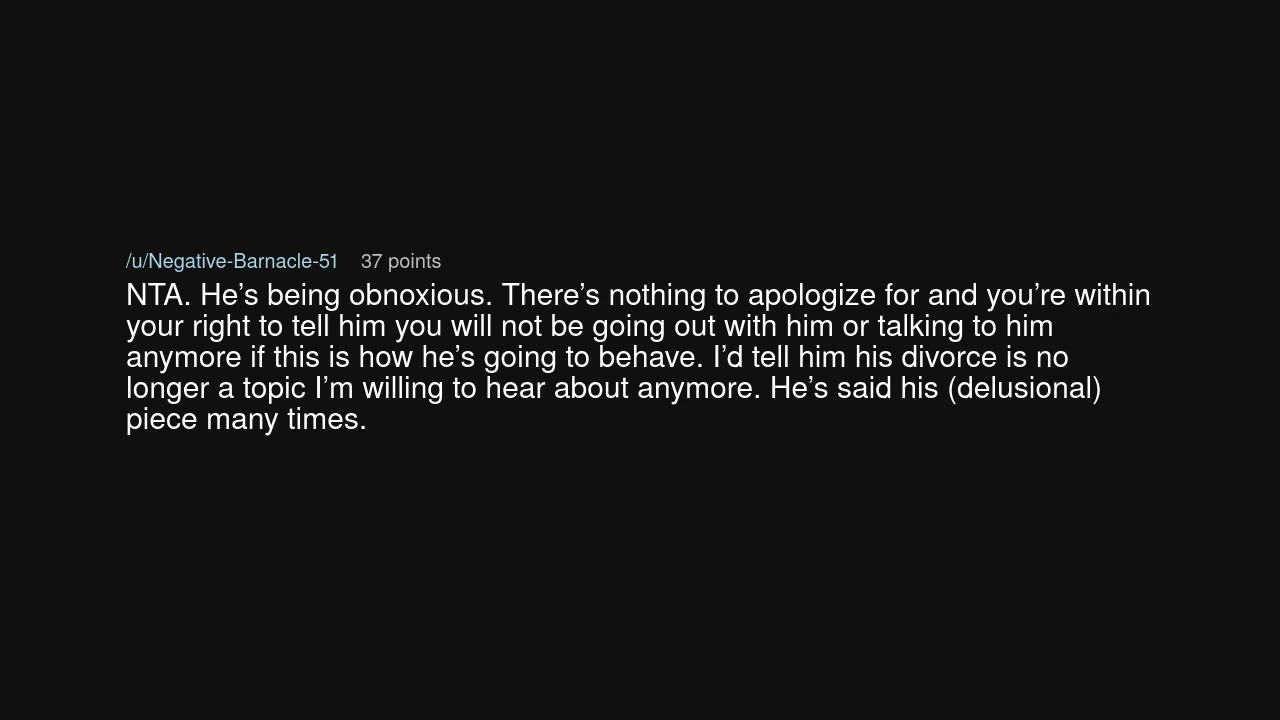 /u/Negative-Barnacle-51 37 points
NTA. He’s being obnoxious. There’s nothing to apologize for and you’re within
your right to tell him you will not be going out with him or talking to him
anymore if this is how he’s going to behave. I’d tell him his divorce is no
longer a topic I’m willing to hear about anymore. He’s said his (delusional)
piece many times.